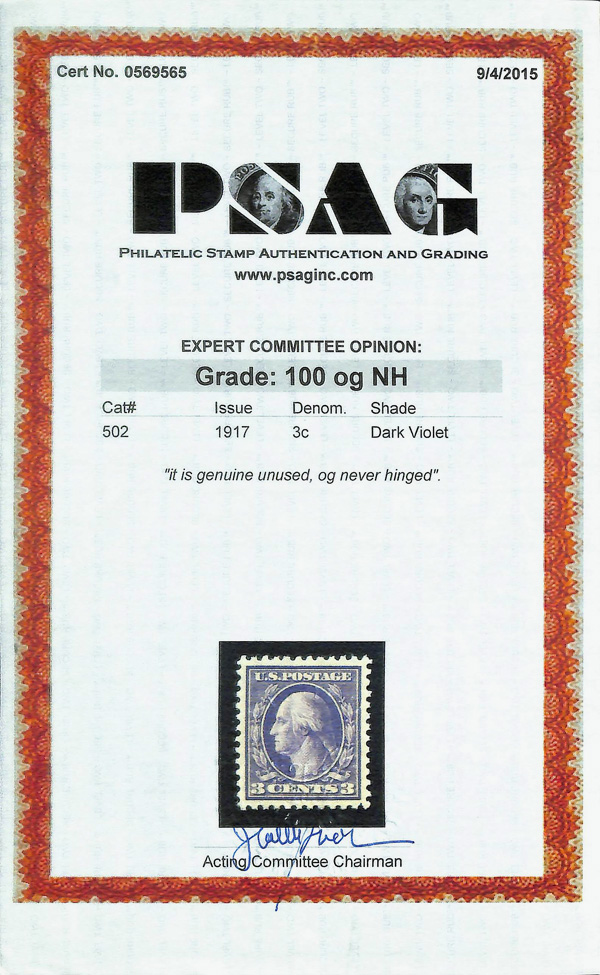 Cert No. 0569565 9/4/2015
PSAG
PHILATELIC STAMP AUTHENTICATION AND GRADING
www.psaginc.com
EXPERT COMMITTEE OPINION:
Grade: 100 og NH
Cat# Issue Denom. Shade
502 1917 3c Dark Violet
"it is genuine unused, og never hinged".
U.S.POSTAGE
3 CENTS 3
Acting Committee Chairman